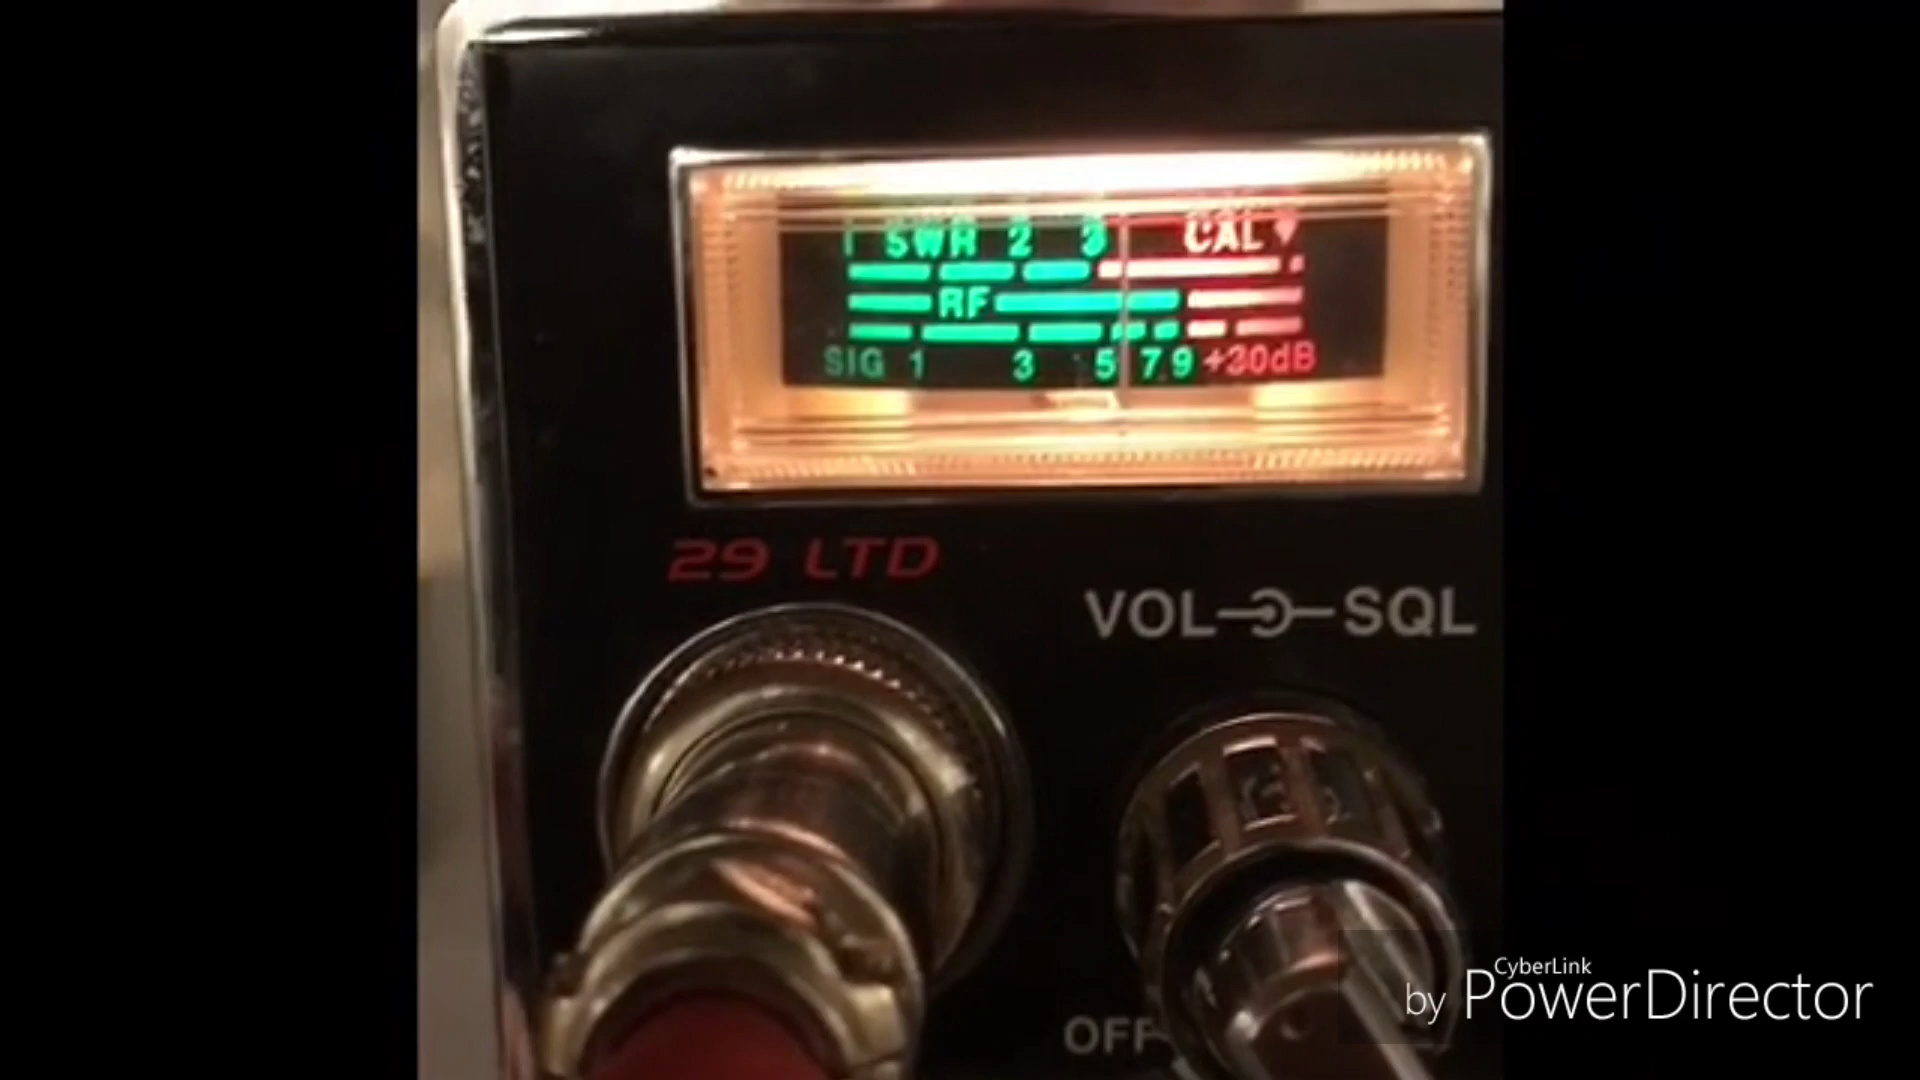 1 SWR 2 3 CAL
RF
SIG 1 3 5 7 9 +30dB
29 LTD
VOL SQL
OFF
CyberLink
by PowerDirector